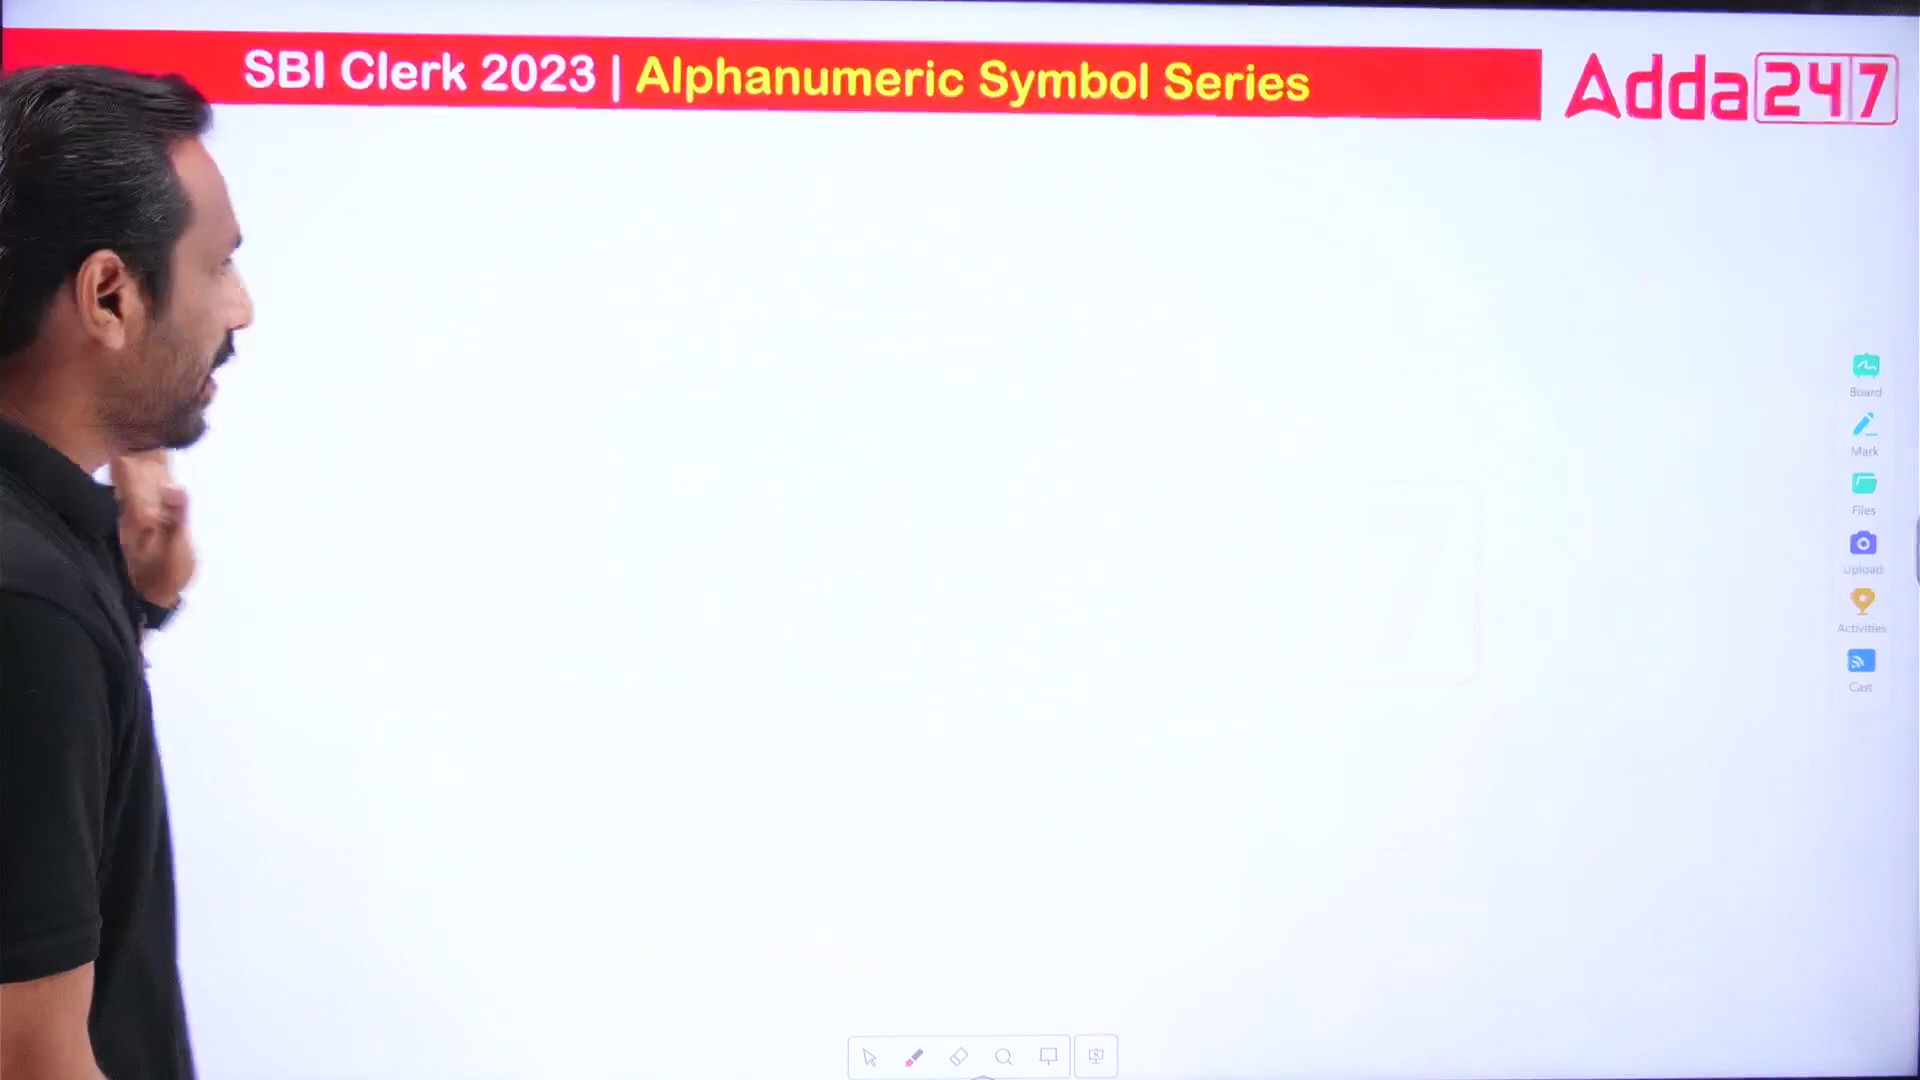 SBI Clerk 2023 | Alphanumeric Symbol Series
Adda247
Board
Mark
Files
Upload
Activities
Cast